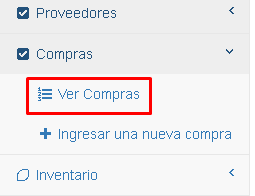 Proveedores
Compras
Ver Compras
Ingresar una nueva compra
Inventario